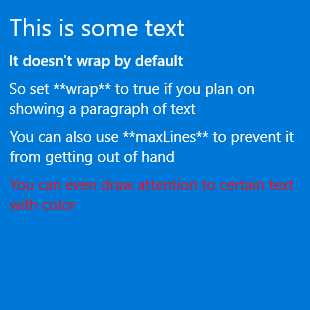 This is some text
It doesn't wrap by default
So set **wrap** to true if you plan on
showing a paragraph of text
You can also use **maxLines** to prevent it
from getting out of hand
You can even draw attention to certain text
with color